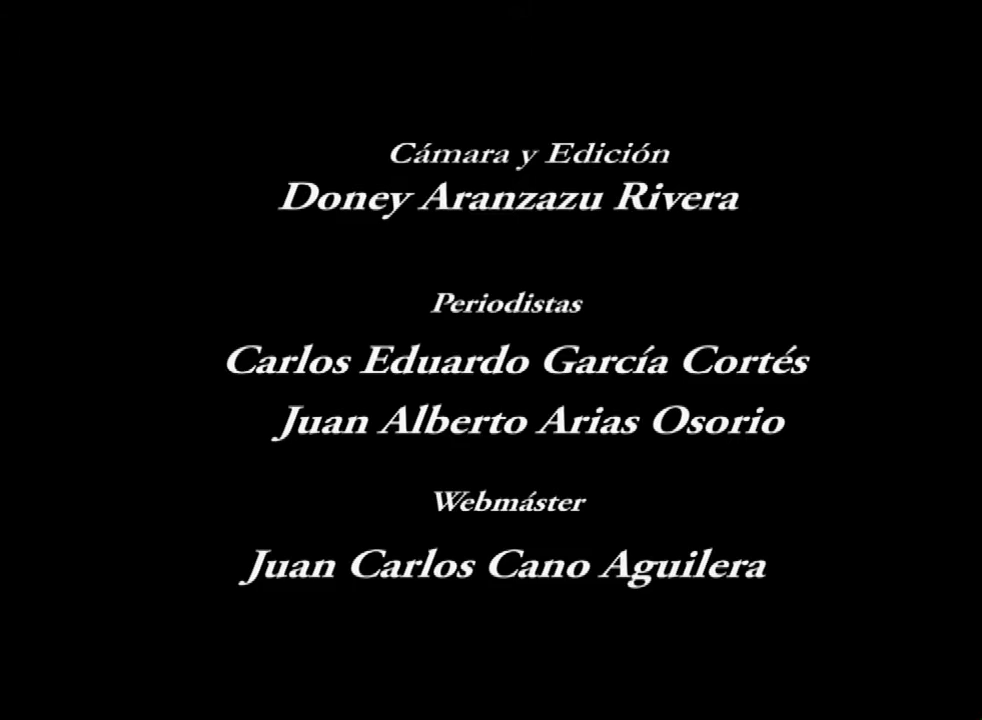 Cámara y Edición
Doney Aranzazu Rivera
Periodistas
Carlos Eduardo García Cortés
Juan Alberto Arias Osorio
Webmáster
Juan Carlos Cano Aguilera